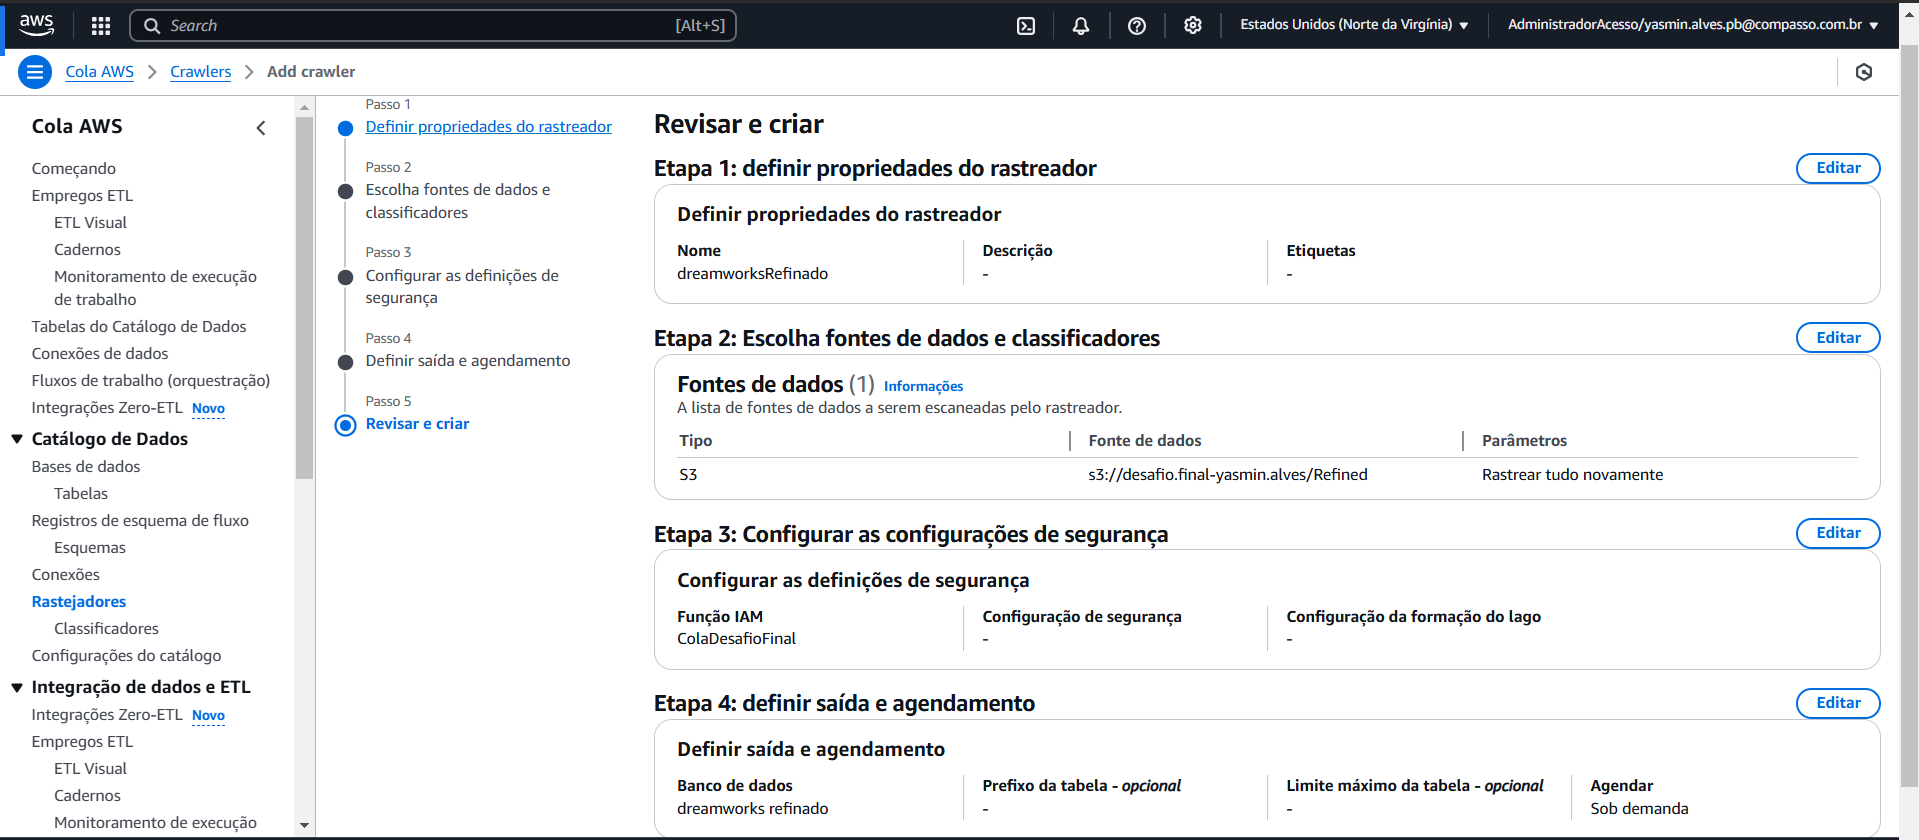 aws
Search [Alt+S]
Estados Unidos (Norte da Virgínia)
AdministradorAcesso/yasmin.alves.pb@compasso.com.br
Cola AWS
Crawlers
Add crawler
Cola AWS
Começando
Empregos ETL
ETL Visual
Cadernos
Monitoramento de execução
de trabalho
Tabelas do Catálogo de Dados
Conexões de dados
Fluxos de trabalho (orquestração)
Integrações Zero-ETL Novo
Catálogo de Dados
Bases de dados
Tabelas
Registros de esquema de fluxo
Esquemas
Conexões
Rastejadores
Classificadores
Configurações do catálogo
Integração de dados e ETL
Integrações Zero-ETL Novo
Empregos ETL
ETL Visual
Cadernos
Monitoramento de execução
Passo 1
Definir propriedades do rastreador
Passo 2
Escolha fontes de dados e
classificadores
Passo 3
Configurar as definições de
segurança
Passo 4
Definir saída e agendamento
Passo 5
Revisar e criar
Revisar e criar
Etapa 1: definir propriedades do rastreador
Editar
Definir propriedades do rastreador
Nome Descrição Etiquetas
dreamworksRefinado - -
Etapa 2: Escolha fontes de dados e classificadores
Editar
Fontes de dados (1) Informações
A lista de fontes de dados a serem escaneadas pelo rastreador.
Tipo Fonte de dados Parâmetros
S3 s3://desafio.final-yasmin.alves/Refined Rastrear tudo novamente
Etapa 3: Configurar as configurações de segurança
Editar
Configurar as definições de segurança
Função IAM Configuração de segurança Configuração da formação do lago
ColaDesafioFinal - -
Etapa 4: definir saída e agendamento
Editar
Definir saída e agendamento
Banco de dados Prefixo da tabela - opcional Limite máximo da tabela - opcional Agendar
dreamworks refinado - - Sob demanda